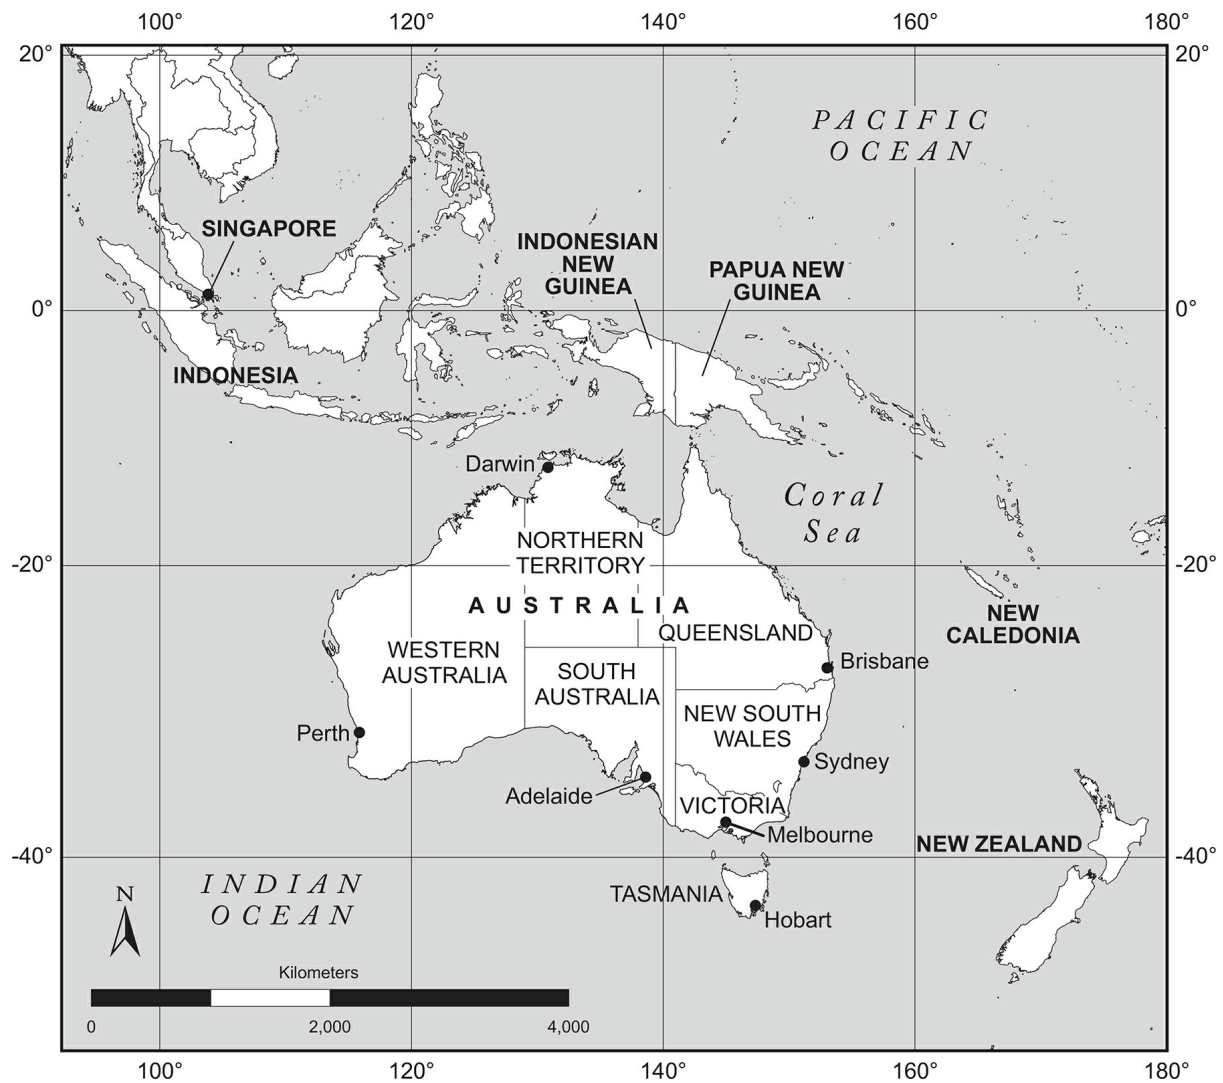 100°
120°
140°
160°
180°
20°
20°
PACIFIC
OCEAN
SINGAPORE
INDONESIAN
NEW
GUINEA
PAPUA NEW
GUINEA
0°
0°
INDONESIA
Darwin
Coral
Sea
NORTHERN
TERRITORY
-20°
-20°
AUSTRALIA
NEW
CALEDONIA
QUEENSLAND
WESTERN
AUSTRALIA
SOUTH
AUSTRALIA
Brisbane
NEW SOUTH
WALES
Perth
Sydney
Adelaide
VICTORIA
Melbourne
NEW ZEALAND
-40°
-40°
INDIAN
OCEAN
N
TASMANIA
Hobart
Kilometers
0
2,000
4,000
100°
120°
140°
160°
180°